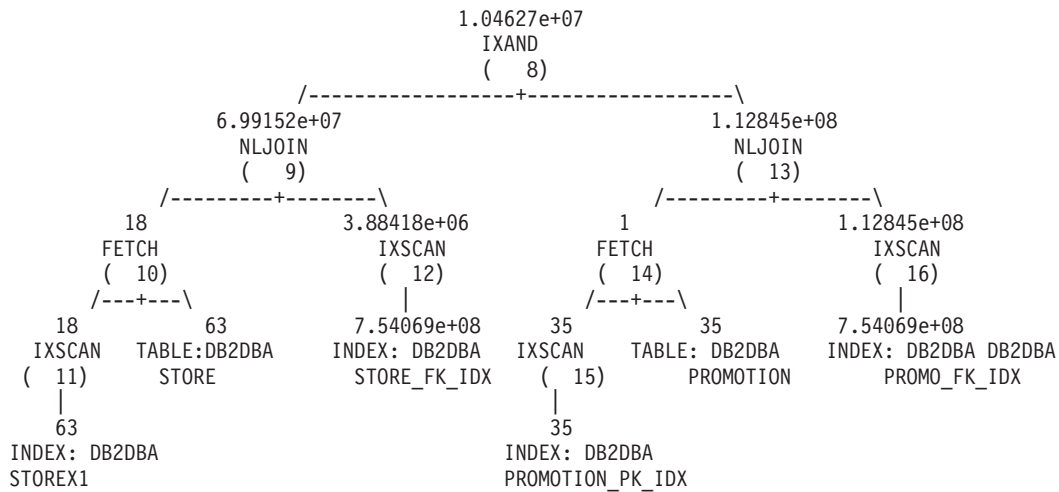 1.04627e+07
IXAND
( 8)
/------------------+------------------\
6.99152e+07 1.12845e+08
NLJOIN NLJOIN
( 9) ( 13)
/---------+--------\ /---------+--------\
18 3.88418e+06 1 1.12845e+08
FETCH IXSCAN FETCH IXSCAN
( 10) ( 12) ( 14) ( 16)
/---+---\ | /---+---\ |
18 63 7.54069e+08 35 35 7.54069e+08
IXSCAN TABLE:DB2DBA INDEX: DB2DBA IXSCAN TABLE: DB2DBA INDEX: DB2DBA DB2DBA
( 11) STORE STORE_FK_IDX ( 15) PROMOTION PROMO_FK_IDX
| |
63 35
INDEX: DB2DBA INDEX: DB2DBA
STOREX1 PROMOTION_PK_IDX